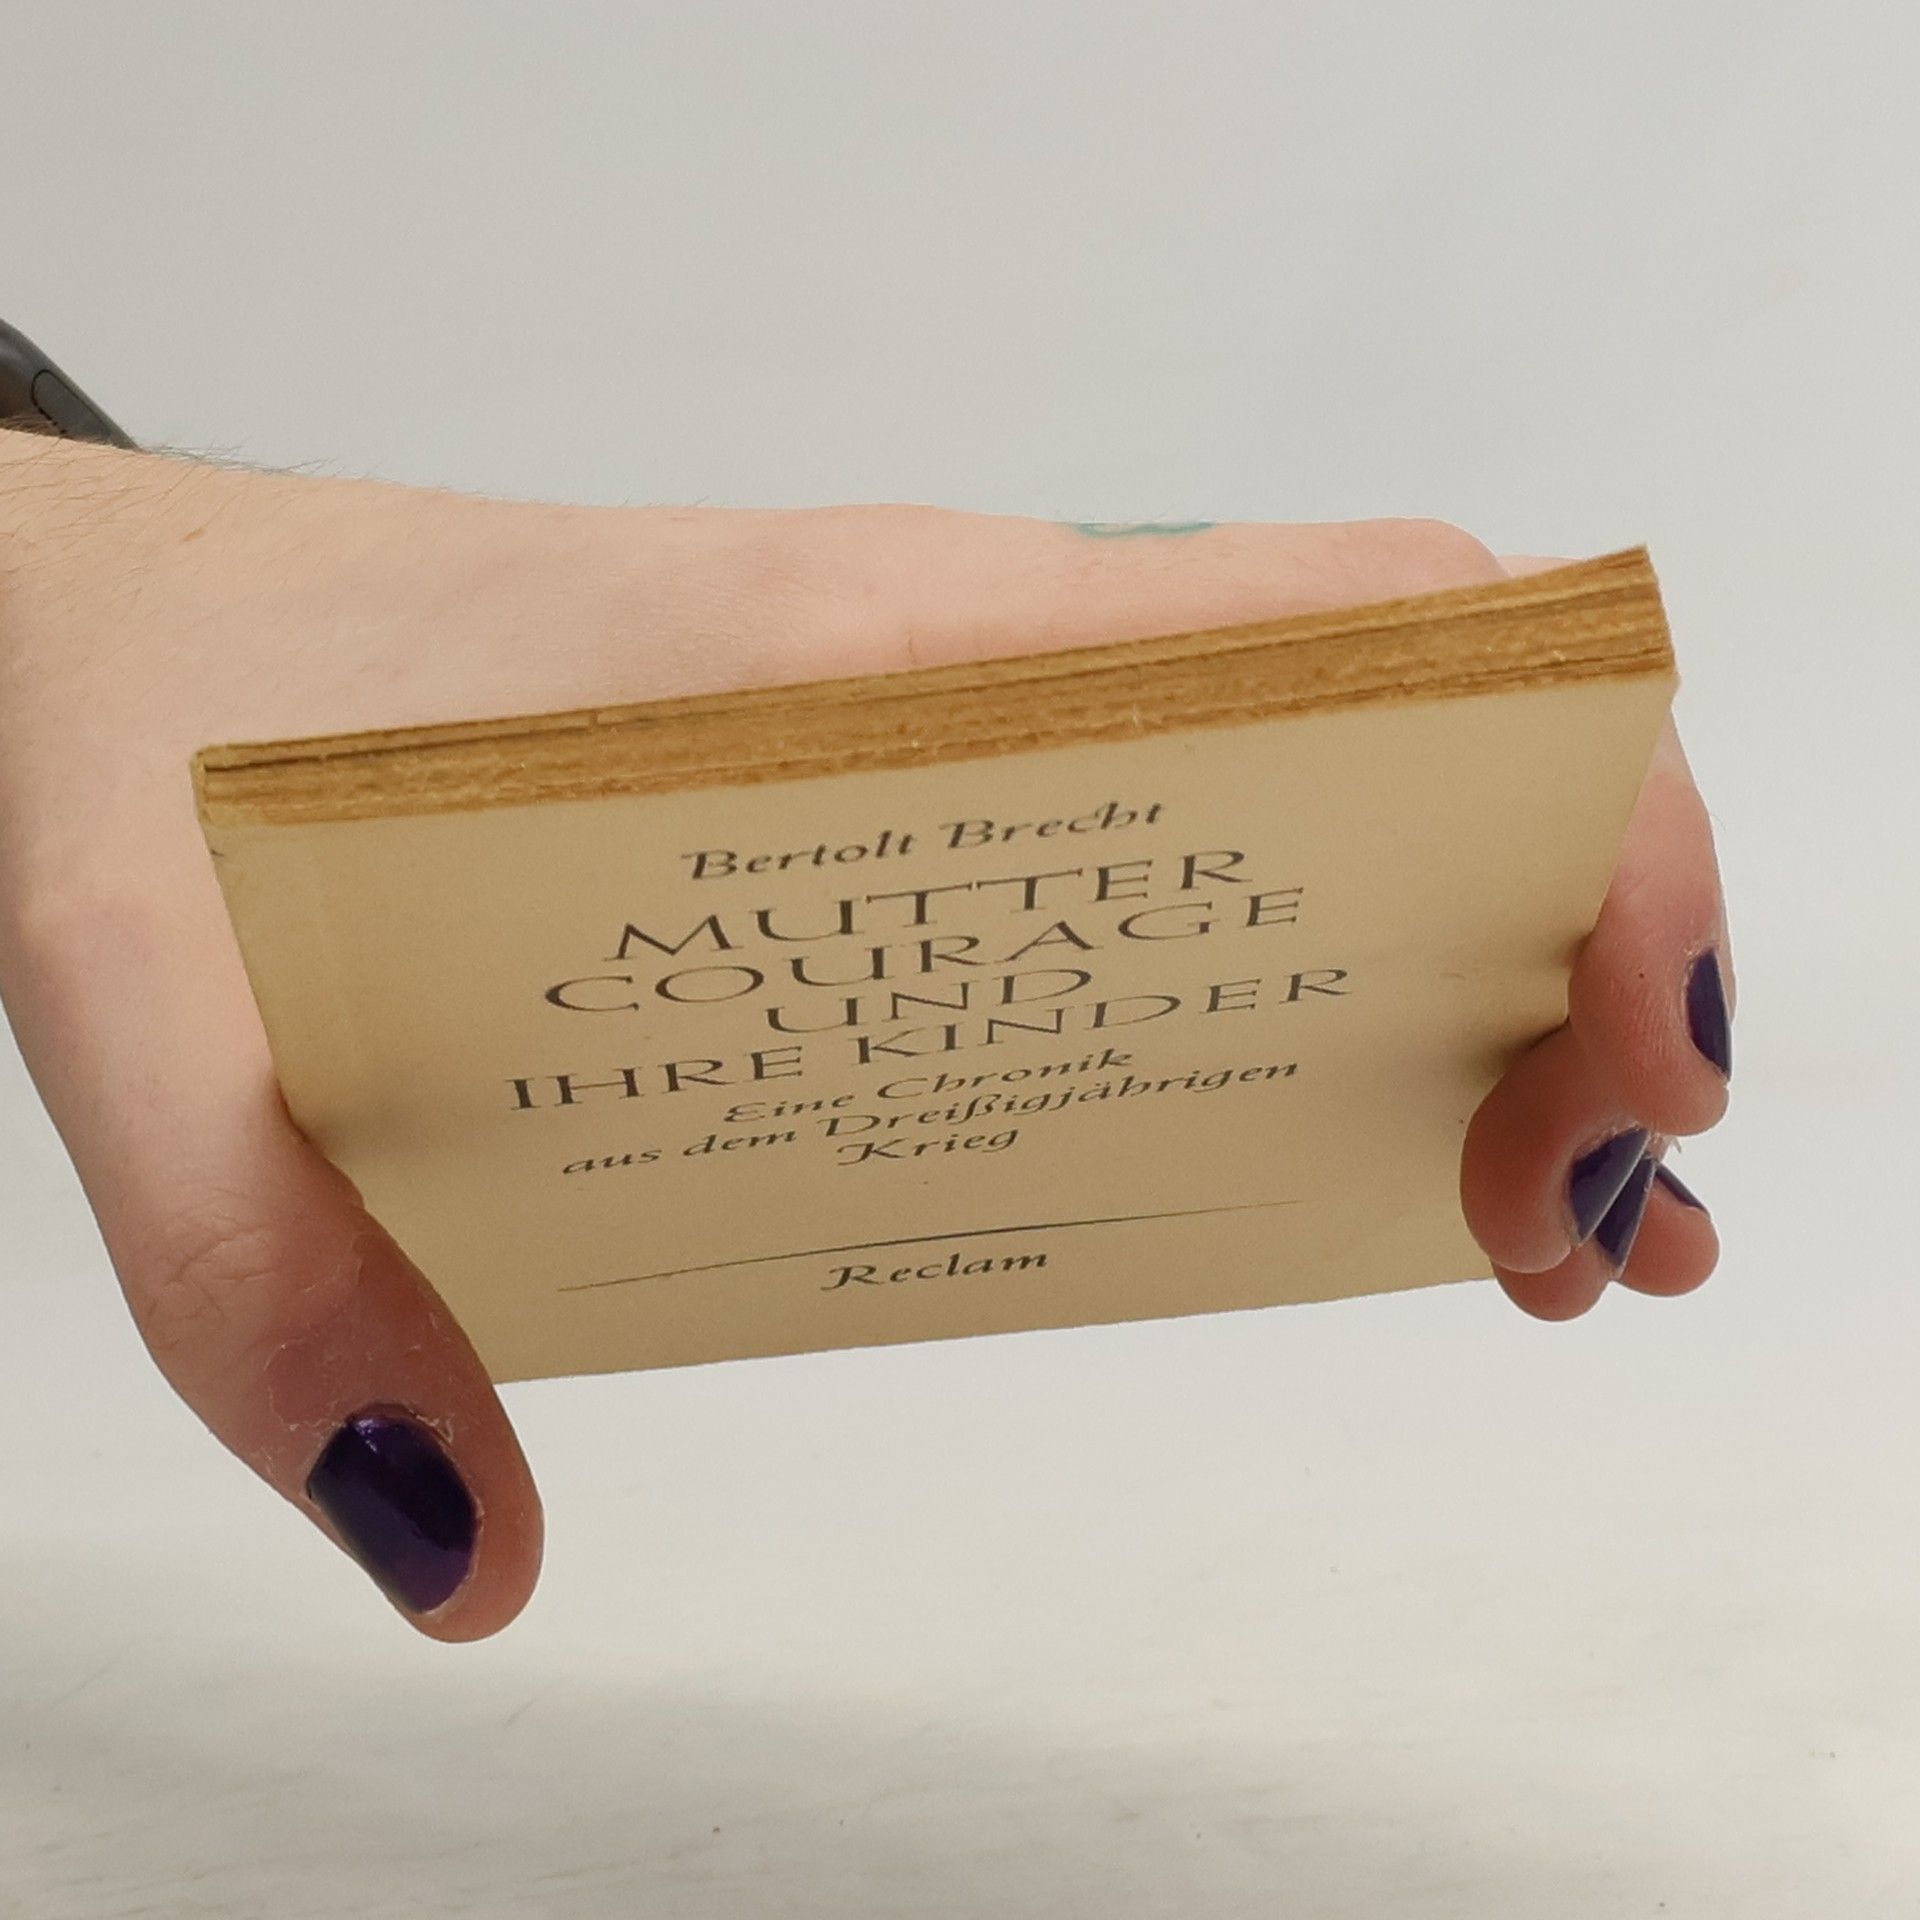 Bertolt Brecht
MUTTER
COURAGE
UND
IHRE KINDER
Eine Chronik
aus dem Dreißigjährigen
Krieg
Reclam